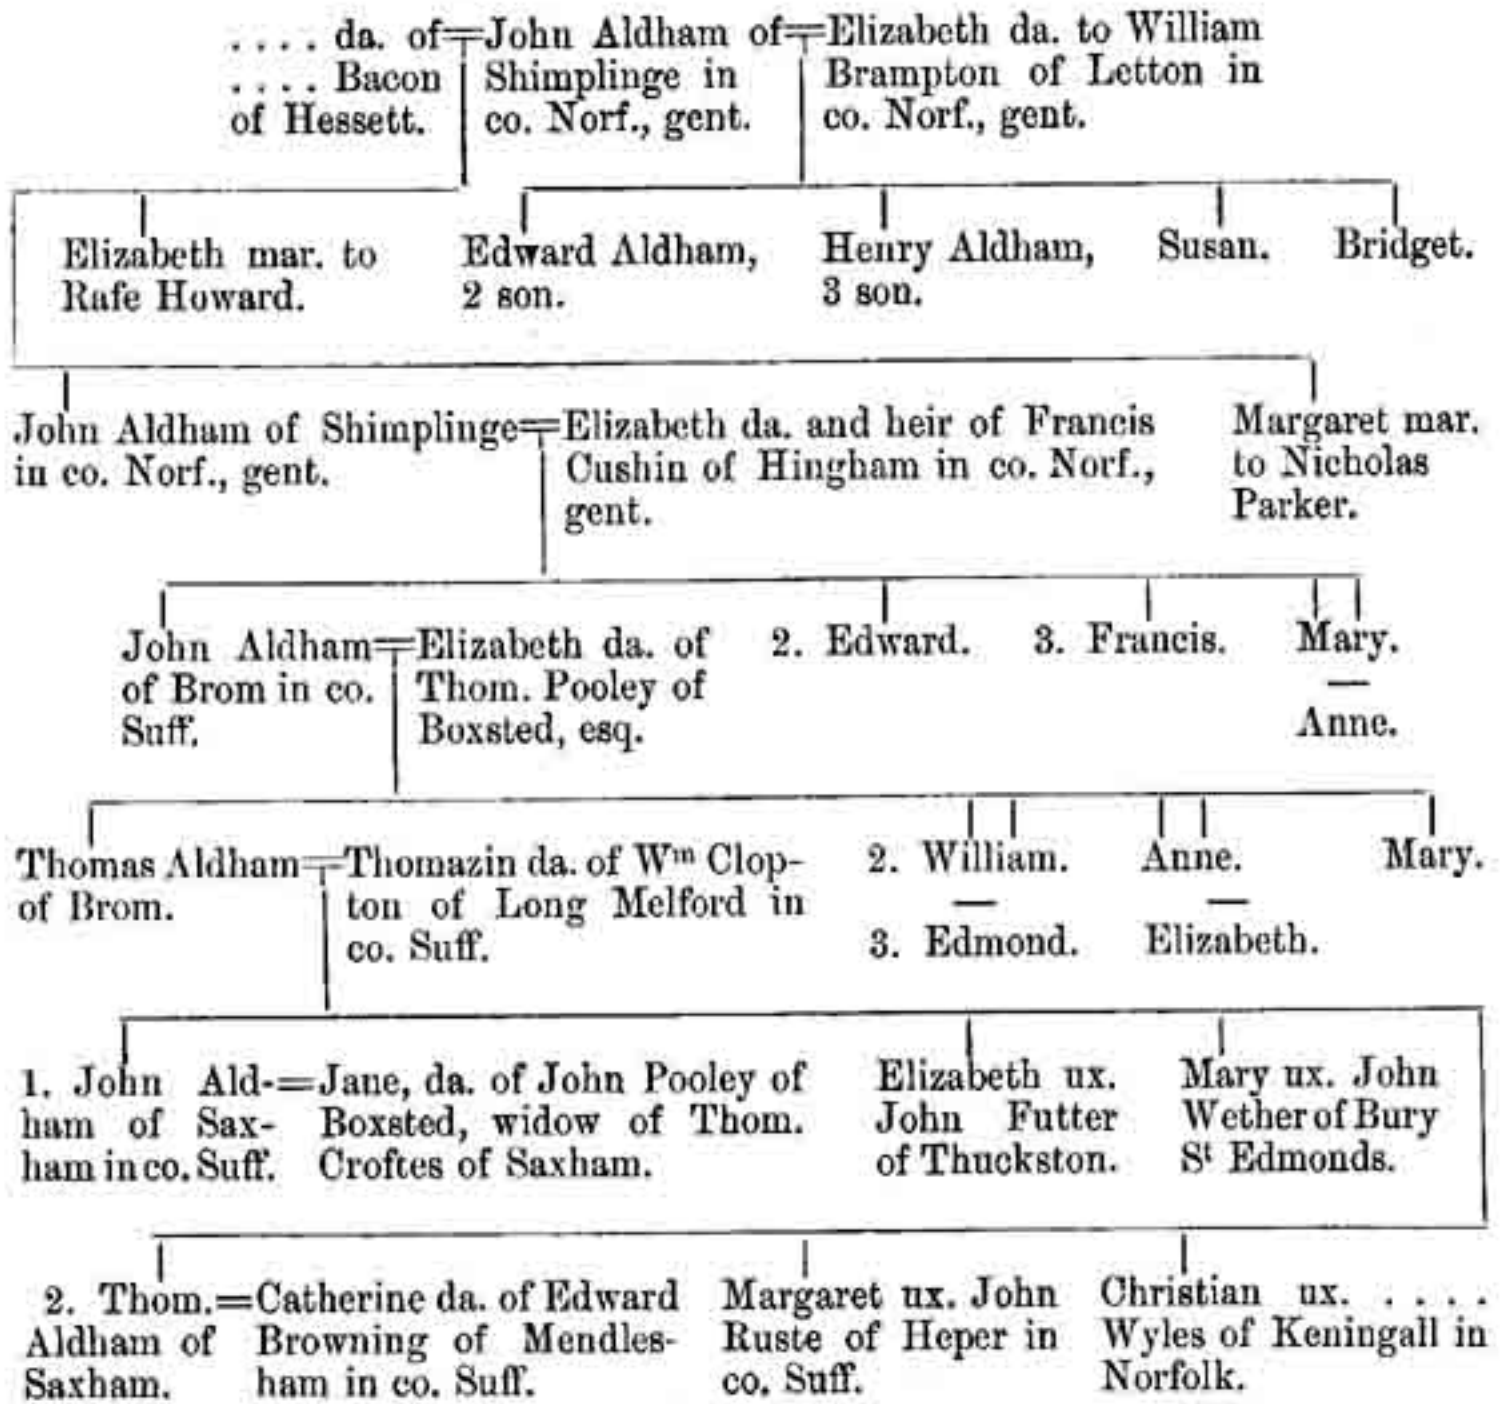 . . . . da. of
. . . . Bacon
of Hessett.
John Aldham of
Shimplinge in
co. Norf., gent.
Elizabeth da. to William
Brampton of Letton in
co. Norf., gent.
Elizabeth mar. to
Rafe Howard.
Edward Aldham,
2 son.
Henry Aldham,
3 son.
Susan.
Bridget.
John Aldham of Shimplinge
in co. Norf., gent.
Elizabeth da. and heir of Francis
Cushin of Hingham in co. Norf.,
gent.
Margaret mar.
to Nicholas
Parker.
John Aldham
of Brom in co.
Suff.
Elizabeth da. of
Thom. Pooley of
Boxsted, esq.
2. Edward.
3. Francis.
Mary.
—
Anne.
Thomas Aldham
of Brom.
Thomazin da. of Wᵐ Clop-
ton of Long Melford in
co. Suff.
2. William.
—
3. Edmond.
Anne.
—
Elizabeth.
Mary.
1. John Ald-
ham of Sax-
ham in co. Suff.
Jane, da. of John Pooley of
Boxsted, widow of Thom.
Croftes of Saxham.
Elizabeth ux.
John Futter
of Thuckston.
Mary ux. John
Wether of Bury
Sᵗ Edmonds.
2. Thom.
Aldham of
Saxham.
Catherine da. of Edward
Browning of Mendles-
ham in co. Suff.
Margaret ux. John
Ruste of Heper in
co. Suff.
Christian ux. . . . .
Wyles of Keningall in
Norfolk.